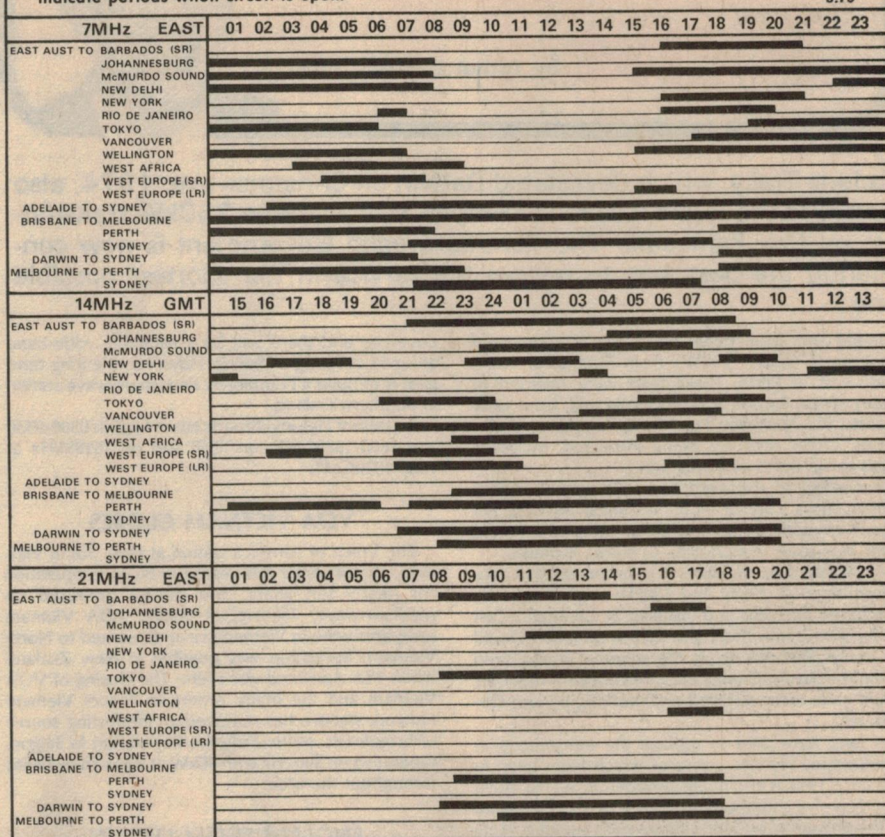 indicate periods when circuit is open. 8.75
7MHz EAST 01 02 03 04 05 06 07 08 09 10 11 12 13 14 15 16 17 18 19 20 21 22 23
EAST AUST TO BARBADOS (SR)
JOHANNESBURG
McMURDO SOUND
NEW DELHI
NEW YORK
RIO DE JANEIRO
TOKYO
VANCOUVER
WELLINGTON
WEST AFRICA
WEST EUROPE (SR)
WEST EUROPE (LR)
ADELAIDE TO SYDNEY
BRISBANE TO MELBOURNE
PERTH
SYDNEY
DARWIN TO SYDNEY
MELBOURNE TO PERTH
SYDNEY
14MHz GMT 15 16 17 18 19 20 21 22 23 24 01 02 03 04 05 06 07 08 09 10 11 12 13
EAST AUST TO BARBADOS (SR)
JOHANNESBURG
McMURDO SOUND
NEW DELHI
NEW YORK
RIO DE JANEIRO
TOKYO
VANCOUVER
WELLINGTON
WEST AFRICA
WEST EUROPE (SR)
WEST EUROPE (LR)
ADELAIDE TO SYDNEY
BRISBANE TO MELBOURNE
PERTH
SYDNEY
DARWIN TO SYDNEY
MELBOURNE TO PERTH
SYDNEY
21MHz EAST 01 02 03 04 05 06 07 08 09 10 11 12 13 14 15 16 17 18 19 20 21 22 23
EAST AUST TO BARBADOS (SR)
JOHANNESBURG
McMURDO SOUND
NEW DELHI
NEW YORK
RIO DE JANEIRO
TOKYO
VANCOUVER
WELLINGTON
WEST AFRICA
WEST EUROPE (SR)
WEST EUROPE (LR)
ADELAIDE TO SYDNEY
BRISBANE TO MELBOURNE
PERTH
SYDNEY
DARWIN TO SYDNEY
MELBOURNE TO PERTH
SYDNEY